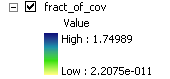 fract_of_cov
Value
High : 1.74989
Low : 2.2075e-011